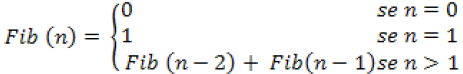 0 se n = 0
Fib (n) = { 1 se n = 1
Fib (n − 2) + Fib(n − 1)se n > 1